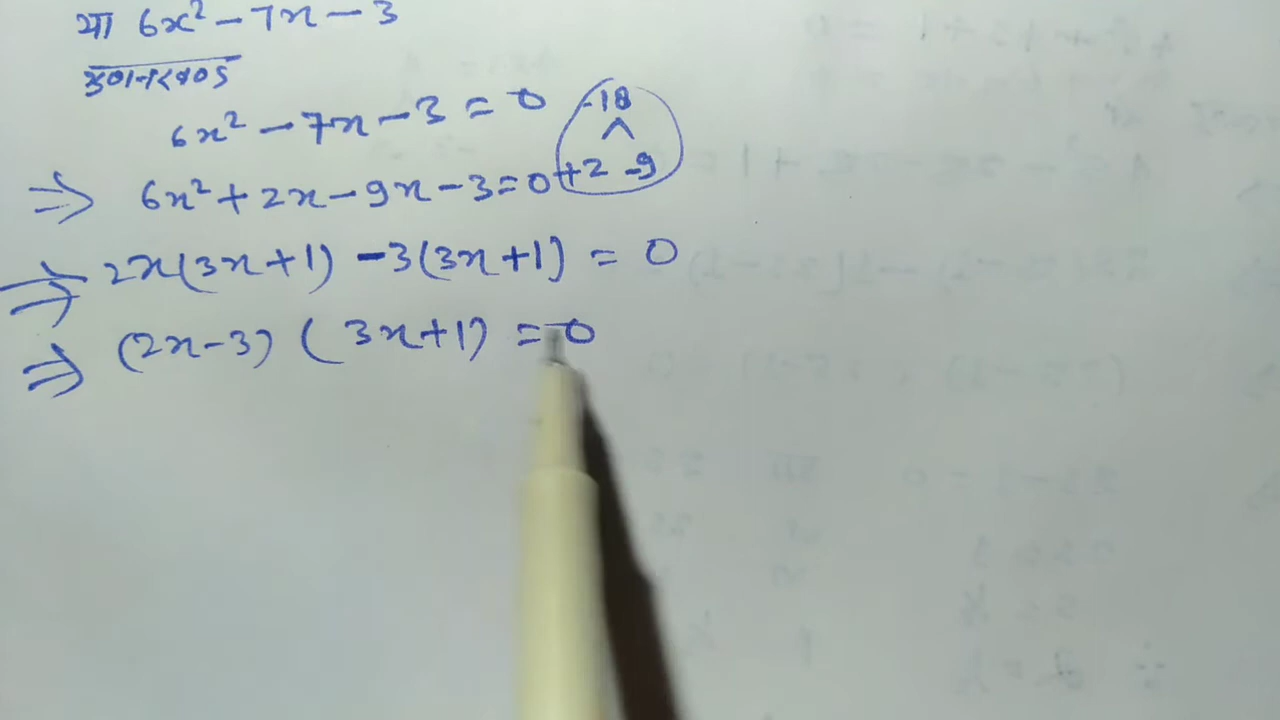 या 6x² - 7x - 3
6x² - 7x - 3 = 0
-18
+2 -9
⇒ 6x² + 2x - 9x - 3 = 0
⇒ 2x(3x+1) - 3(3x+1) = 0
⇒ (2x-3) (3x+1) = 0